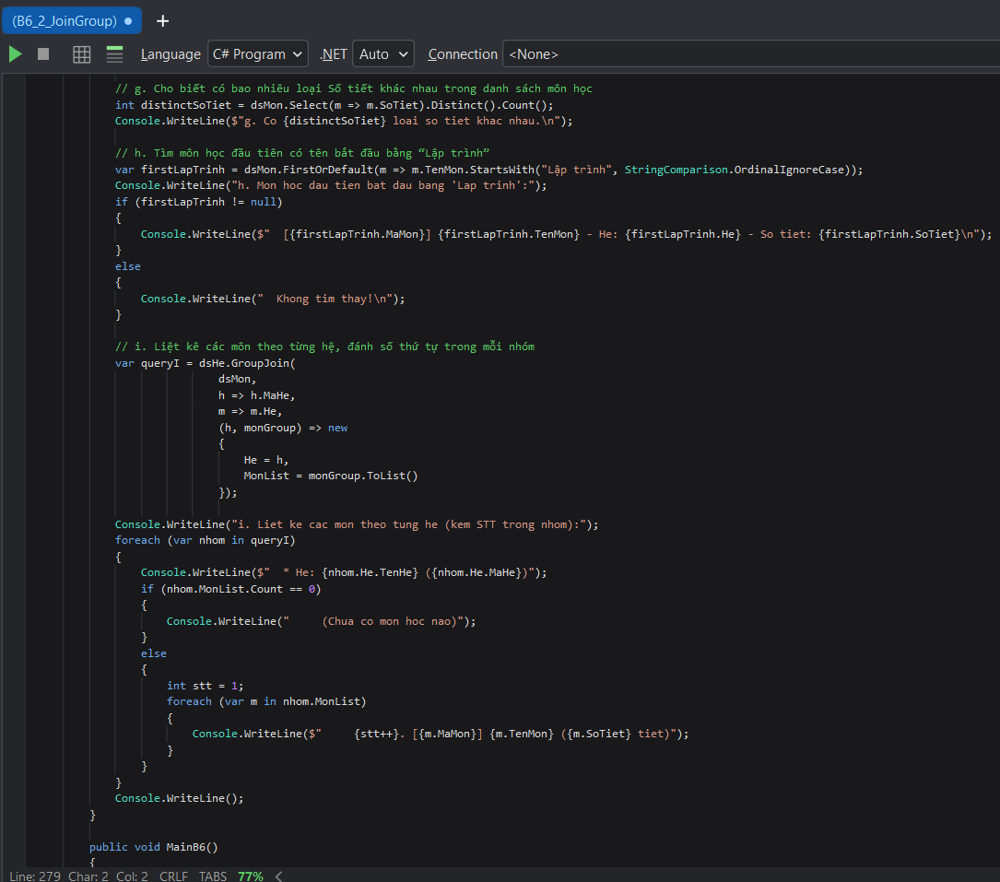 (B6_2_JoinGroup)
Language C# Program .NET Auto Connection <None>
// g. Cho biết có bao nhiêu loại Số tiết khác nhau trong danh sách môn học
int distinctSoTiet = dsMon.Select(m => m.SoTiet).Distinct().Count();
Console.WriteLine($"g. Co {distinctSoTiet} loai so tiet khac nhau.\n");
// h. Tìm môn học đầu tiên có tên bắt đầu bằng “Lập trình”
var firstLapTrinh = dsMon.FirstOrDefault(m => m.TenMon.StartsWith("Lập trình", StringComparison.OrdinalIgnoreCase));
Console.WriteLine("h. Mon hoc dau tien bat dau bang 'Lap trinh':");
if (firstLapTrinh != null)
{
Console.WriteLine($"  [{firstLapTrinh.MaMon}] {firstLapTrinh.TenMon} - He: {firstLapTrinh.He} - So tiet: {firstLapTrinh.SoTiet}\n");
}
else
{
Console.WriteLine("  Khong tim thay!\n");
}
// i. Liệt kê các môn theo từng hệ, đánh số thứ tự trong mỗi nhóm
var queryI = dsHe.GroupJoin(
dsMon,
h => h.MaHe,
m => m.He,
(h, monGroup) => new
{
He = h,
MonList = monGroup.ToList()
});
Console.WriteLine("i. Liet ke cac mon theo tung he (kem STT trong nhom):");
foreach (var nhom in queryI)
{
Console.WriteLine($"  * He: {nhom.He.TenHe} ({nhom.He.MaHe})");
if (nhom.MonList.Count == 0)
{
Console.WriteLine("     (Chua co mon hoc nao)");
}
else
{
int stt = 1;
foreach (var m in nhom.MonList)
{
Console.WriteLine($"     {stt++}. [{m.MaMon}] {m.TenMon} ({m.SoTiet} tiet)");
}
}
}
Console.WriteLine();
}
public void MainB6()
{
Line: 279 Char: 2 Col: 2 CRLF TABS 77%